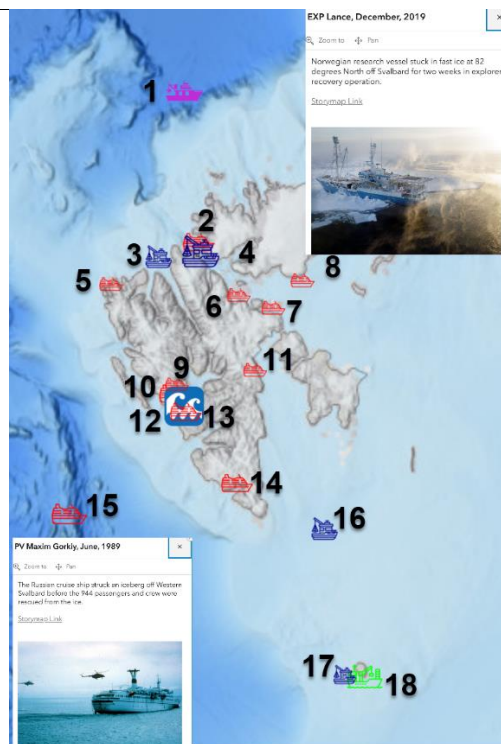 EXP Lance, December, 2019
×
Zoom to
Pan
Norwegian research vessel stuck in fast ice at 82
degrees North off Svalbard for two weeks in explorer
recovery operation.
Storymap Link
1
2
3
4
5
6
7
8
9
10
11
12
13
14
15
16
17
18
PV Maxim Gorkiy, June, 1989
×
Zoom to
Pan
The Russian cruise ship struck an iceberg off Western
Svalbard before the 944 passengers and crew were
rescued from the ice.
Storymap Link